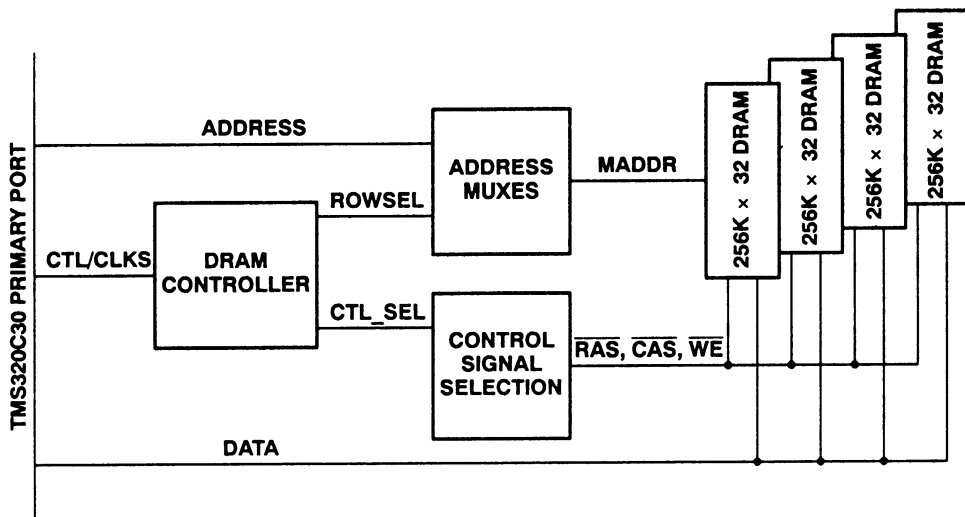 TMS320C30 PRIMARY PORT
ADDRESS
CTL/CLKS
DRAM
CONTROLLER
ROWSEL
CTL_SEL
ADDRESS
MUXES
CONTROL
SIGNAL
SELECTION
MADDR
RAS, CAS, WE
DATA
256K × 32 DRAM
256K × 32 DRAM
256K × 32 DRAM
256K × 32 DRAM